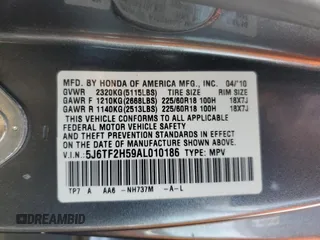 MFD. BY HONDA OF AMERICA MFG., INC. 04/10
GVWR 2320KG(5115LBS) TIRE SIZE RIM SIZE
GAWR F 1210KG(2668LBS) 225/60R18 100H 18X7J
GAWR R 1140KG(2513LBS) 225/60R18 100H 18X7J
THIS VEHICLE CONFORMS TO ALL APPLICABLE
FEDERAL MOTOR VEHICLE SAFETY AND
THEFT PREVENTION STANDARDS IN EFFECT ON
THE DATE OF MANUFACTURE SHOWN ABOVE.
V.I.N: 5J6TF2H59AL010186 TYPE: MPV
TP7 A AA6 -NH737M -A-L
DREAMBID